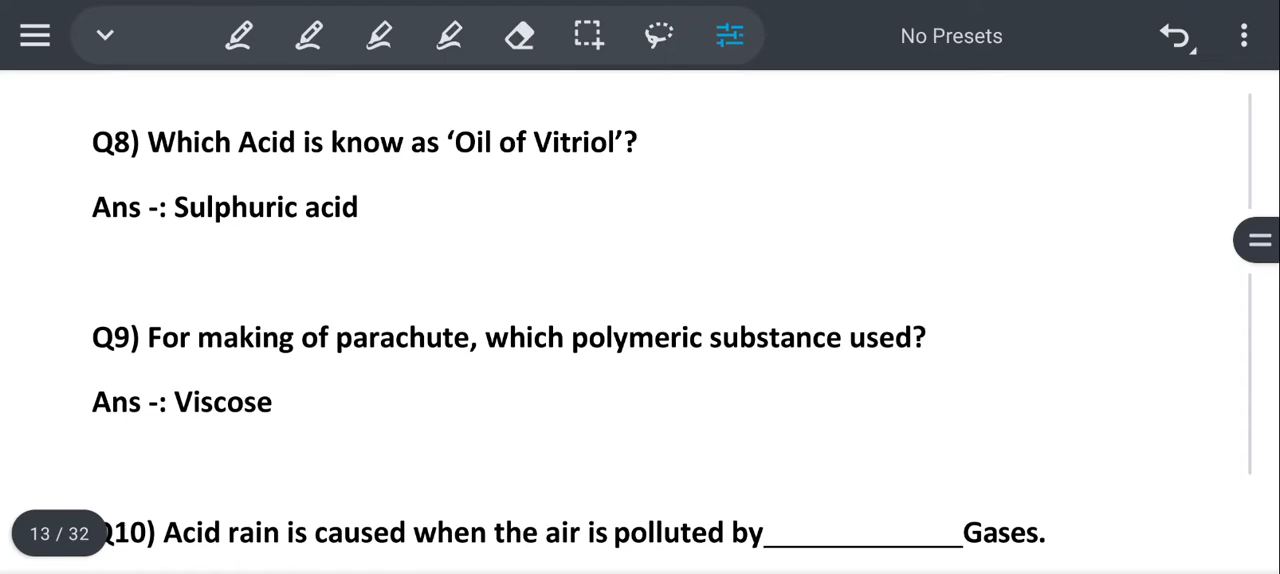 No Presets
Q8) Which Acid is know as ‘Oil of Vitriol’?
Ans -: Sulphuric acid
Q9) For making of parachute, which polymeric substance used?
Ans -: Viscose
13 / 32
Q10) Acid rain is caused when the air is polluted by_____________Gases.